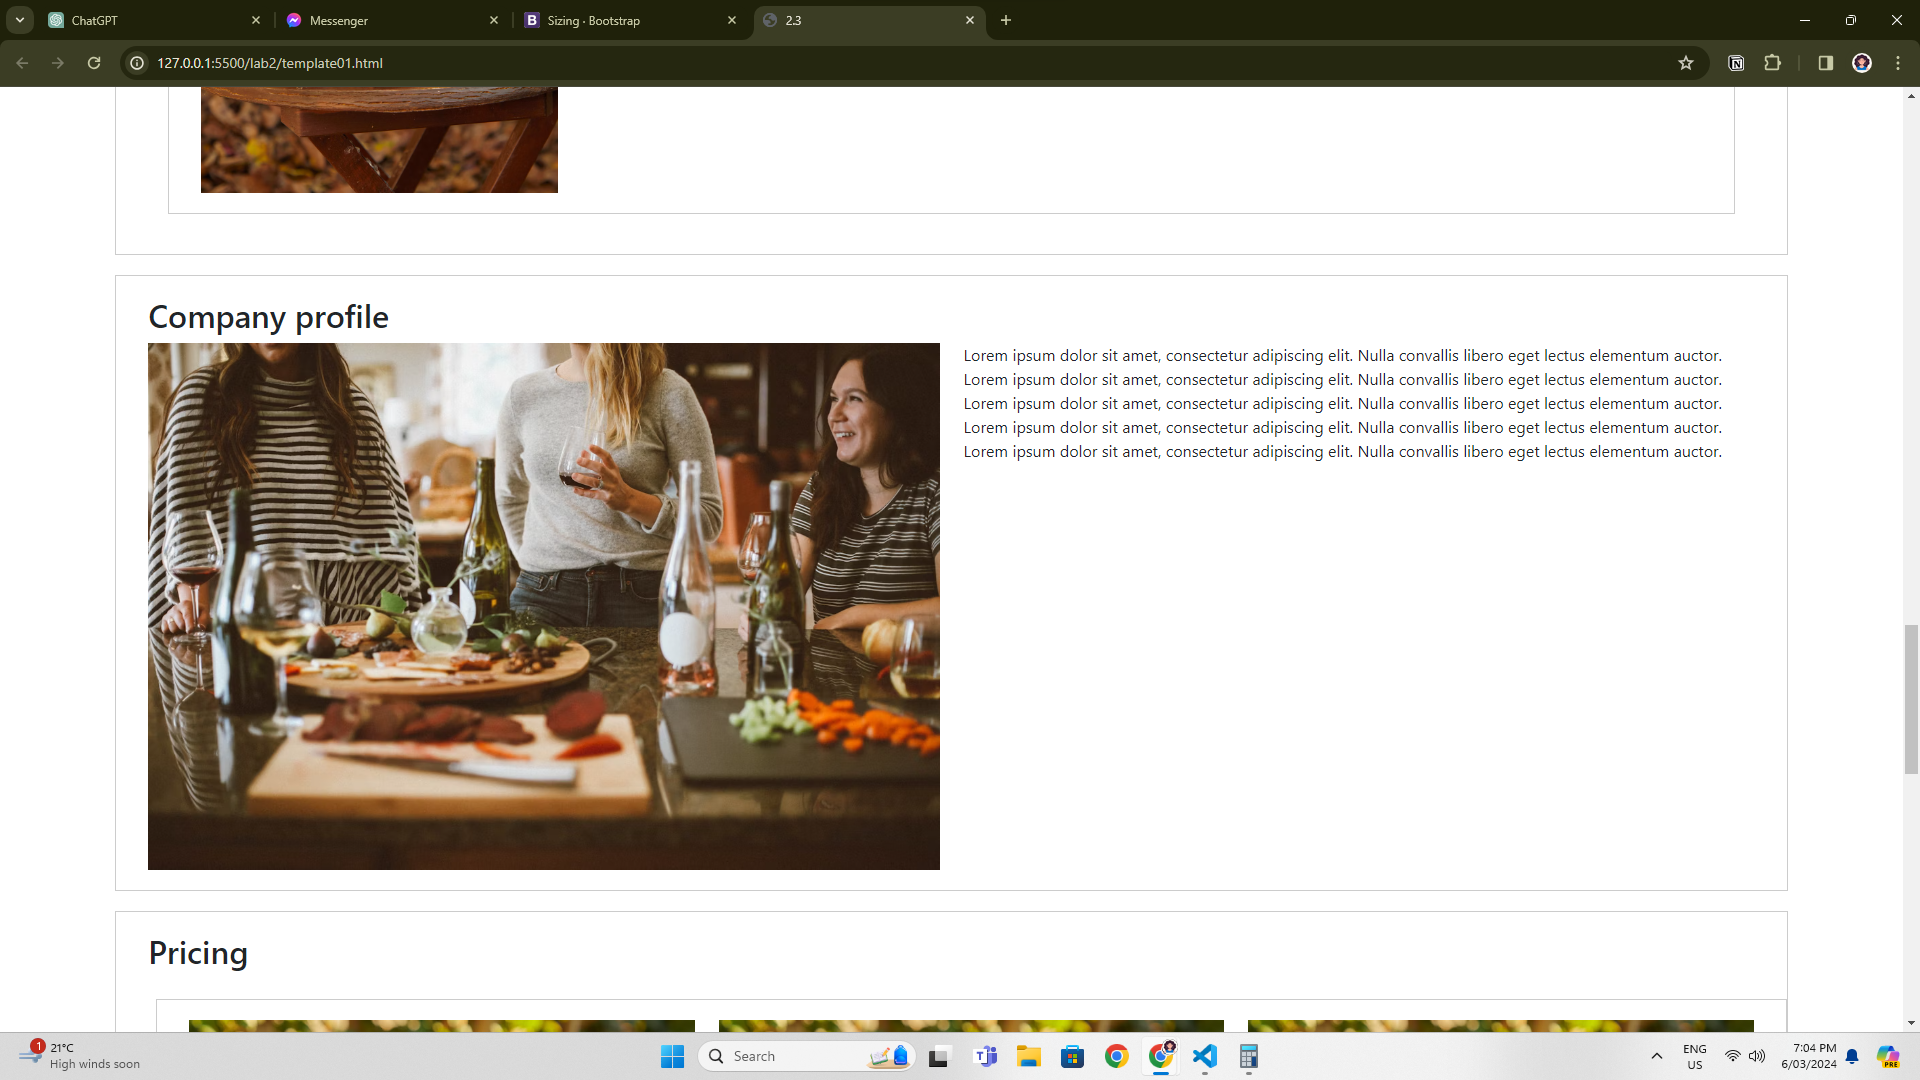 ChatGPT
Messenger
B Sizing · Bootstrap
2.3
127.0.0.1:5500/lab2/template01.html
Company profile
Lorem ipsum dolor sit amet, consectetur adipiscing elit. Nulla convallis libero eget lectus elementum auctor.
Lorem ipsum dolor sit amet, consectetur adipiscing elit. Nulla convallis libero eget lectus elementum auctor.
Lorem ipsum dolor sit amet, consectetur adipiscing elit. Nulla convallis libero eget lectus elementum auctor.
Lorem ipsum dolor sit amet, consectetur adipiscing elit. Nulla convallis libero eget lectus elementum auctor.
Lorem ipsum dolor sit amet, consectetur adipiscing elit. Nulla convallis libero eget lectus elementum auctor.
Pricing
1
21°C
High winds soon
Search
ENG
US
7:04 PM
6/03/2024
PRE